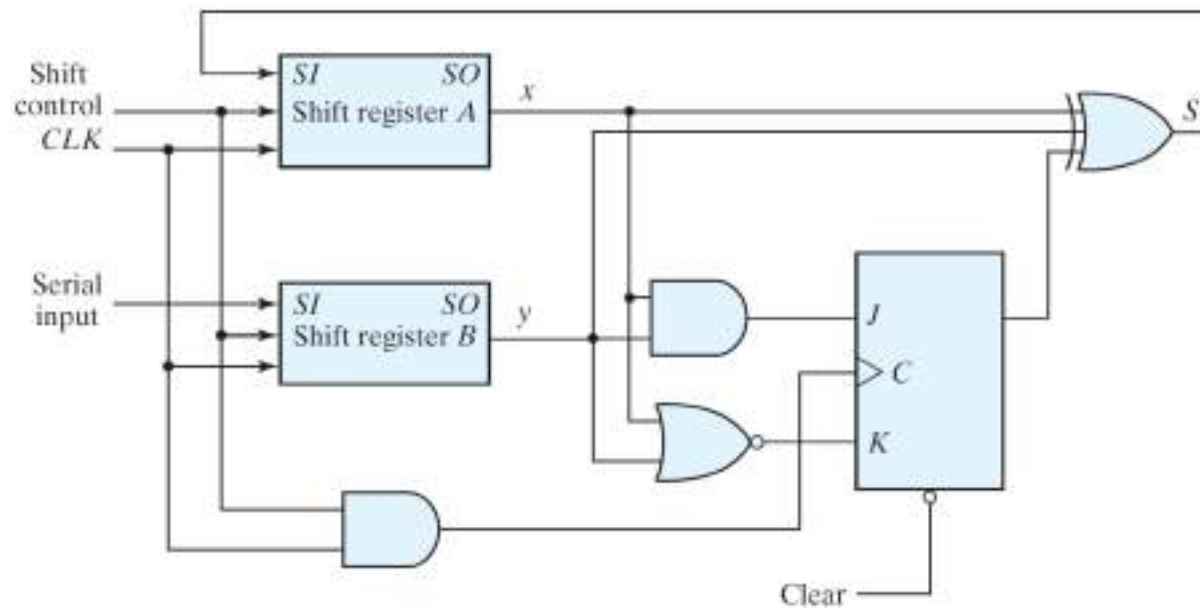 Shift
control
CLK
SI SO
Shift register A
x
S
Serial
input
SI SO
Shift register B
y
J
C
K
Clear